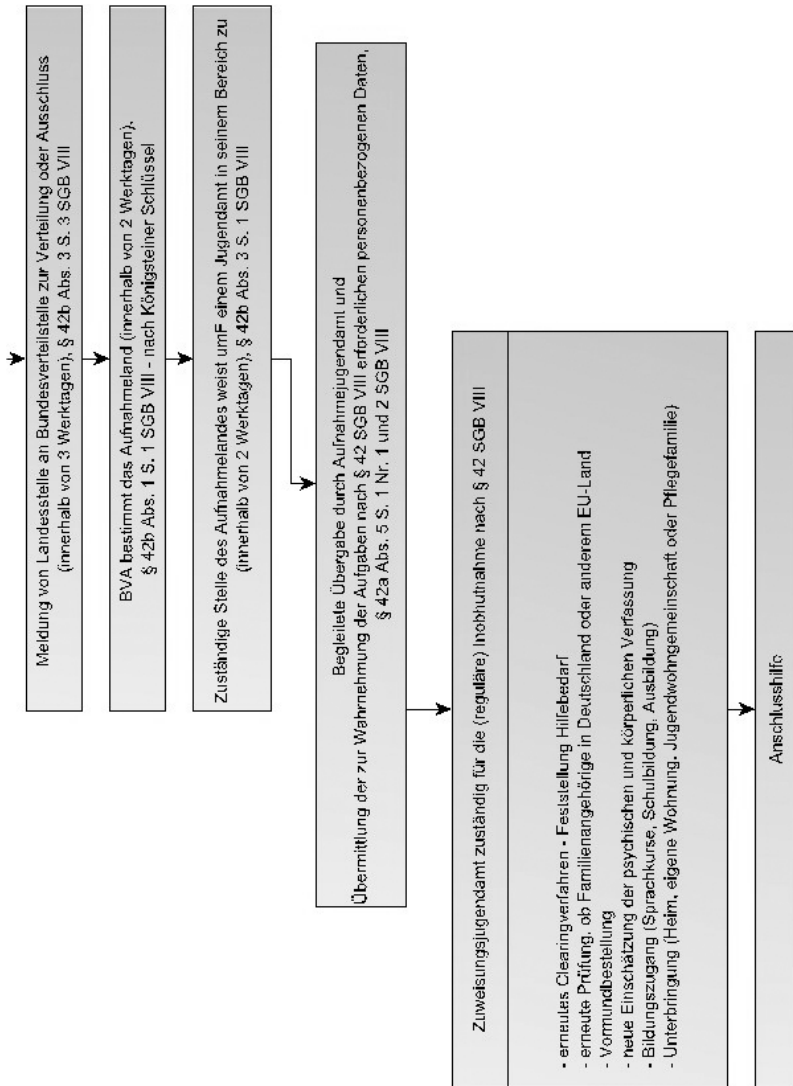 Meldung von Landesstelle an Bundesverteilstelle zur Verteilung oder Ausschluss
(innerhalb von 3 Werktagen), § 42b Abs. 3 S. 3 SGB VIII
BVA bestimmt das Aufnahmeland (innerhalb von 2 Werktagen),
§ 42b Abs. 1 S. 1 SGB VIII - nach Königsteiner Schlüssel
Zuständige Stelle des Aufnahmelandes weist umF einem Jugendamt in seinem Bereich zu
(innerhalb von 2 Werktagen), § 42b Abs. 3 S. 1 SGB VIII
Begleitete Übergabe durch Aufnahmejugendamt und
Übermittlung der zur Wahrnehmung der Aufgaben nach § 42 SGB VIII erforderlichen personenbezogenen Daten,
§ 42a Abs. 5 S. 1 Nr. 1 und 2 SGB VIII
Zuweisungsjugendamt zuständig für die (reguläre) Inobhutnahme nach § 42 SGB VIII
- erneutes Clearingverfahren - Feststellung Hilfebedarf
- erneute Prüfung, ob Familienangehörige in Deutschland oder anderem EU-Land
- Vormundbestellung
- neue Einschätzung der psychischen und körperlichen Verfassung
- Bildungszugang (Sprachkurse, Schulbildung, Ausbildung)
- Unterbringung (Heim, eigene Wohnung, Jugendwohngemeinschaft oder Pflegefamilie)
Anschlusshilfe